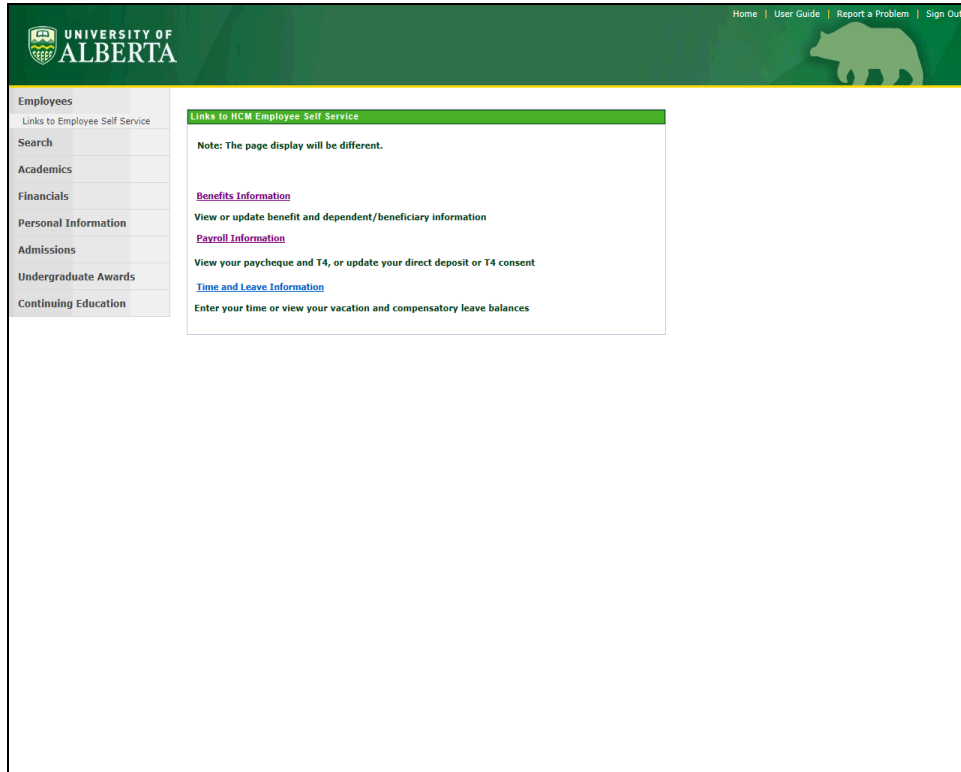 Home | User Guide | Report a Problem | Sign Out
UNIVERSITY OF
ALBERTA
Employees
Links to Employee Self Service
Search
Academics
Financials
Personal Information
Admissions
Undergraduate Awards
Continuing Education
Links to HCM Employee Self Service
Note: The page display will be different.
Benefits Information
View or update benefit and dependent/beneficiary information
Payroll Information
View your paycheque and T4, or update your direct deposit or T4 consent
Time and Leave Information
Enter your time or view your vacation and compensatory leave balances